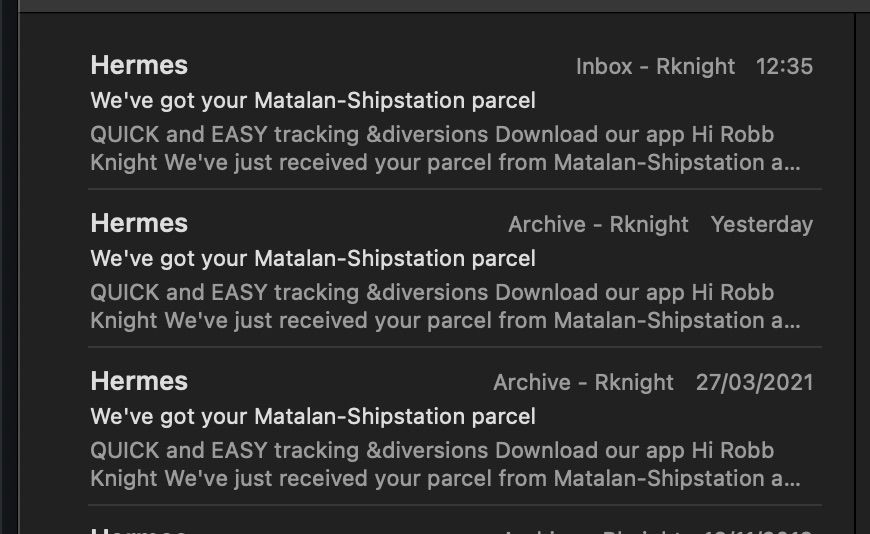 Hermes Inbox - Rknight 12:35
We've got your Matalan-Shipstation parcel
QUICK and EASY tracking &diversions Download our app Hi Robb
Knight We've just received your parcel from Matalan-Shipstation a...
Hermes Archive - Rknight Yesterday
We've got your Matalan-Shipstation parcel
QUICK and EASY tracking &diversions Download our app Hi Robb
Knight We've just received your parcel from Matalan-Shipstation a...
Hermes Archive - Rknight 27/03/2021
We've got your Matalan-Shipstation parcel
QUICK and EASY tracking &diversions Download our app Hi Robb
Knight We've just received your parcel from Matalan-Shipstation a...
Hermes Archive - Rknight